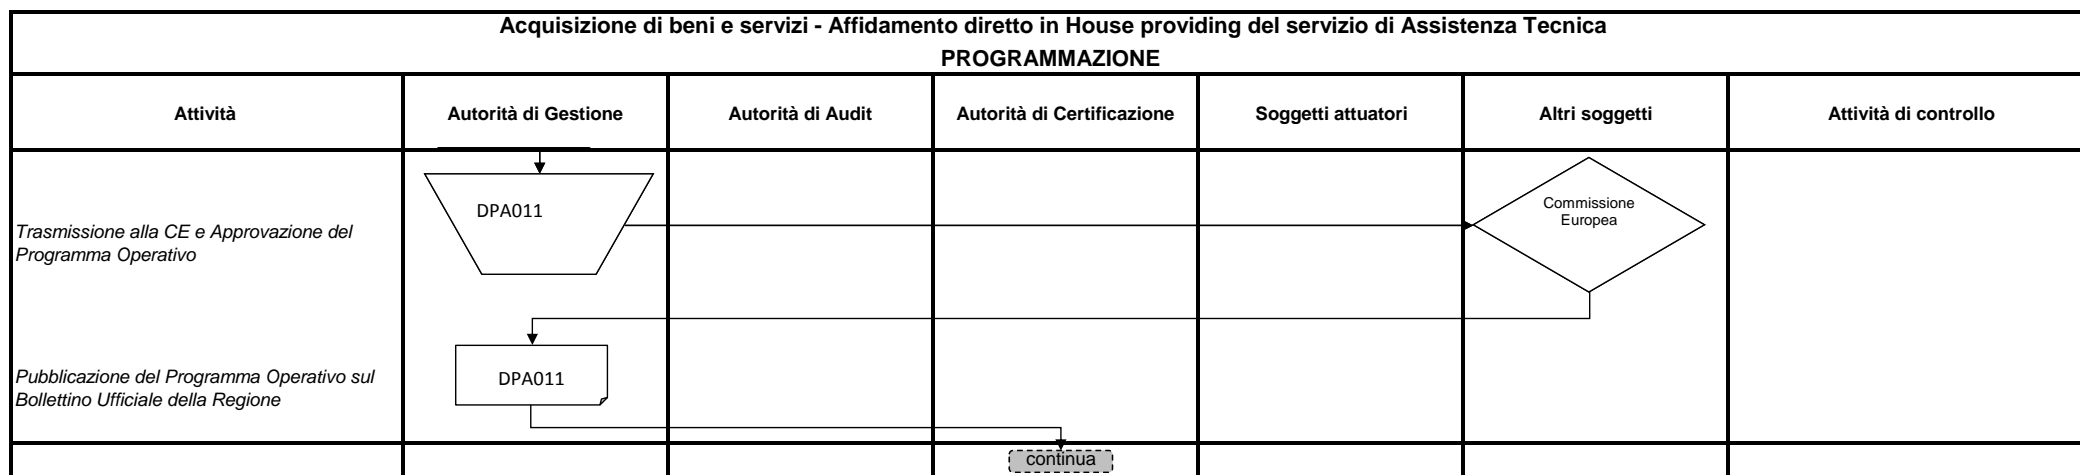 Acquisizione di beni e servizi - Affidamento diretto in House providing del servizio di Assistenza Tecnica
PROGRAMMAZIONE
Attività
Autorità di Gestione
Autorità di Audit
Autorità di Certificazione
Soggetti attuatori
Altri soggetti
Attività di controllo
Trasmissione alla CE e Approvazione del
Programma Operativo
DPA011
Commissione
Europea
Pubblicazione del Programma Operativo sul
Bollettino Ufficiale della Regione
DPA011
continua